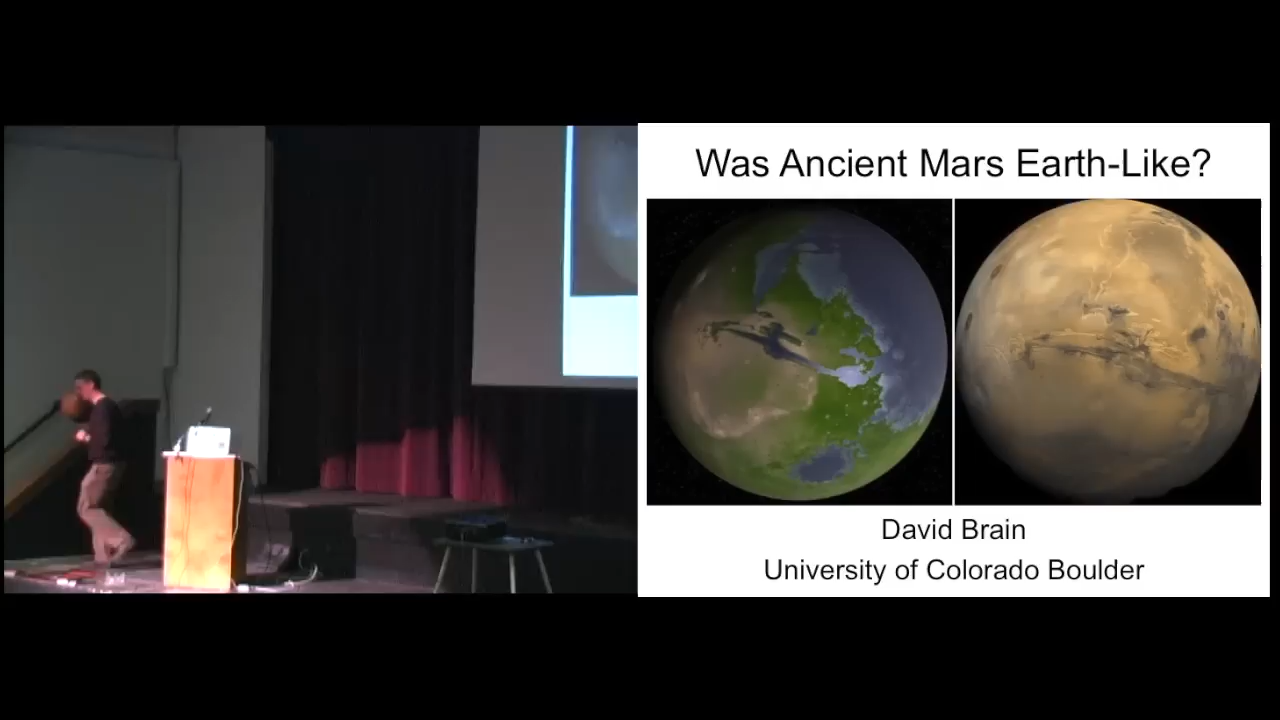 Was Ancient Mars Earth-Like?
David Brain
University of Colorado Boulder